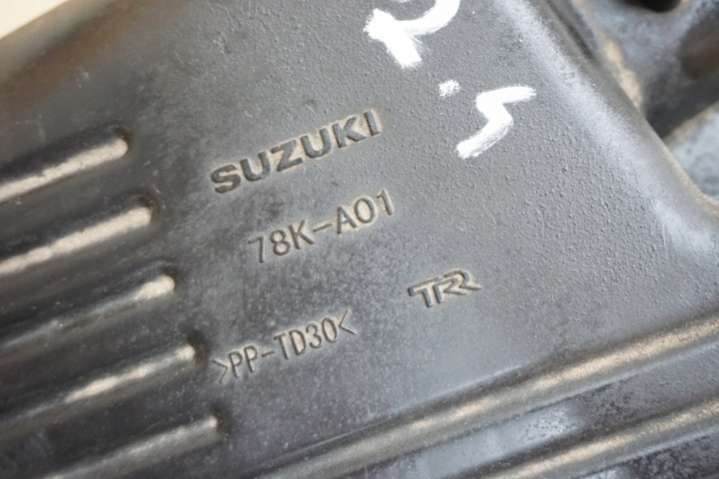 SUZUKI
78K-A01
TRR
>PP-TD30<